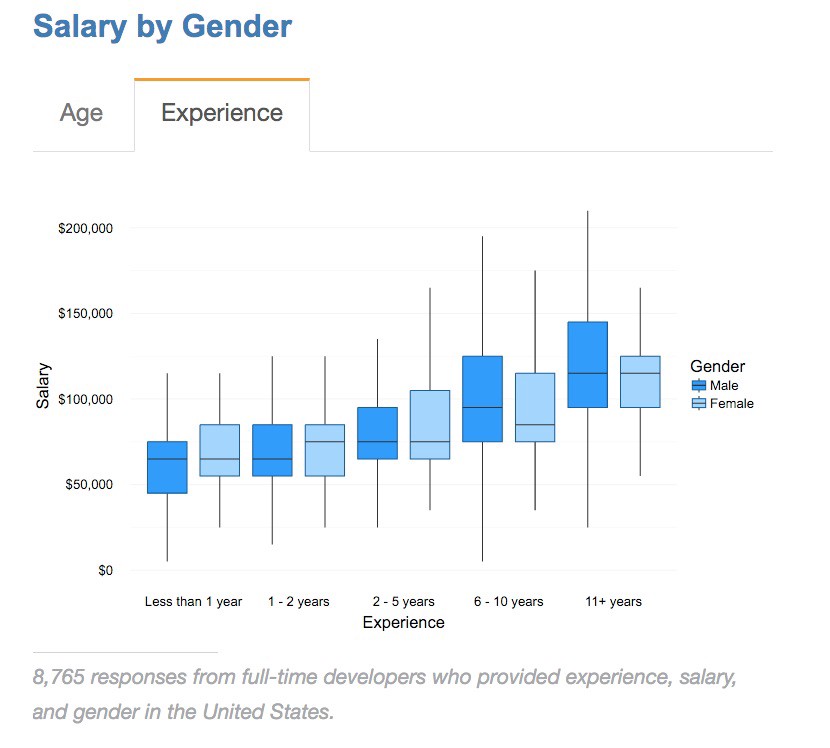 Salary by Gender
Age
Experience
$200,000
$150,000
$100,000
$50,000
$0
Salary
Gender
Male
Female
Less than 1 year
1 - 2 years
2 - 5 years
6 - 10 years
11+ years
Experience
8,765 responses from full-time developers who provided experience, salary,
and gender in the United States.